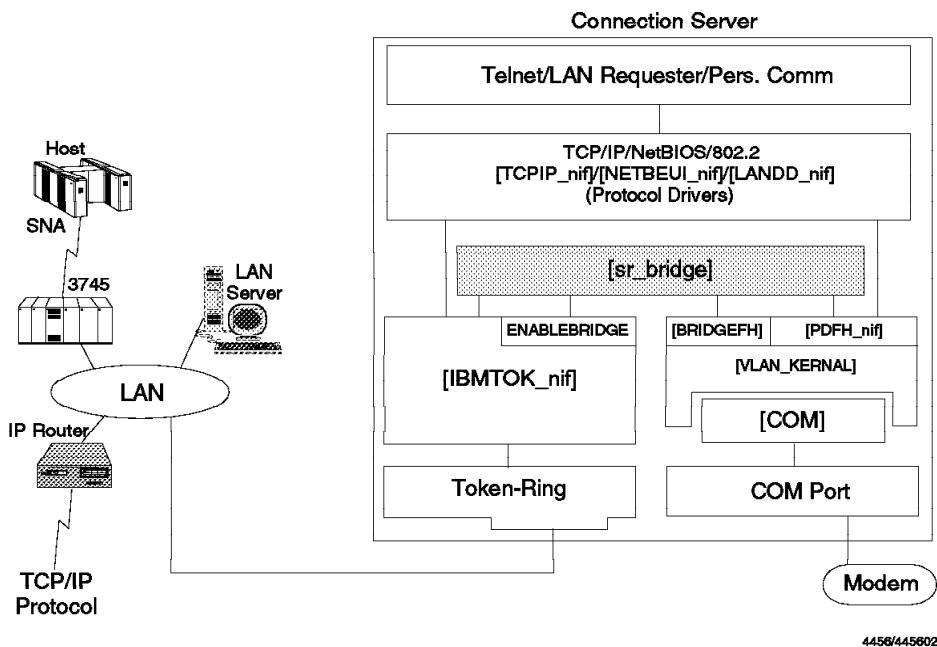 Connection Server
Telnet/LAN Requester/Pers. Comm
TCP/IP/NetBIOS/802.2
[TCPIP_nif]/[NETBEUI_nif]/[LANDD_nif]
(Protocol Drivers)
Host
SNA
3745
LAN
Server
[sr_bridge]
ENABLEBRIDGE
[BRIDGEFH]
[PDFH_nif]
[IBMTOK_nif]
[VLAN_KERNAL]
[COM]
LAN
IP Router
Token-Ring
COM Port
TCP/IP
Protocol
Modem
4456/445602